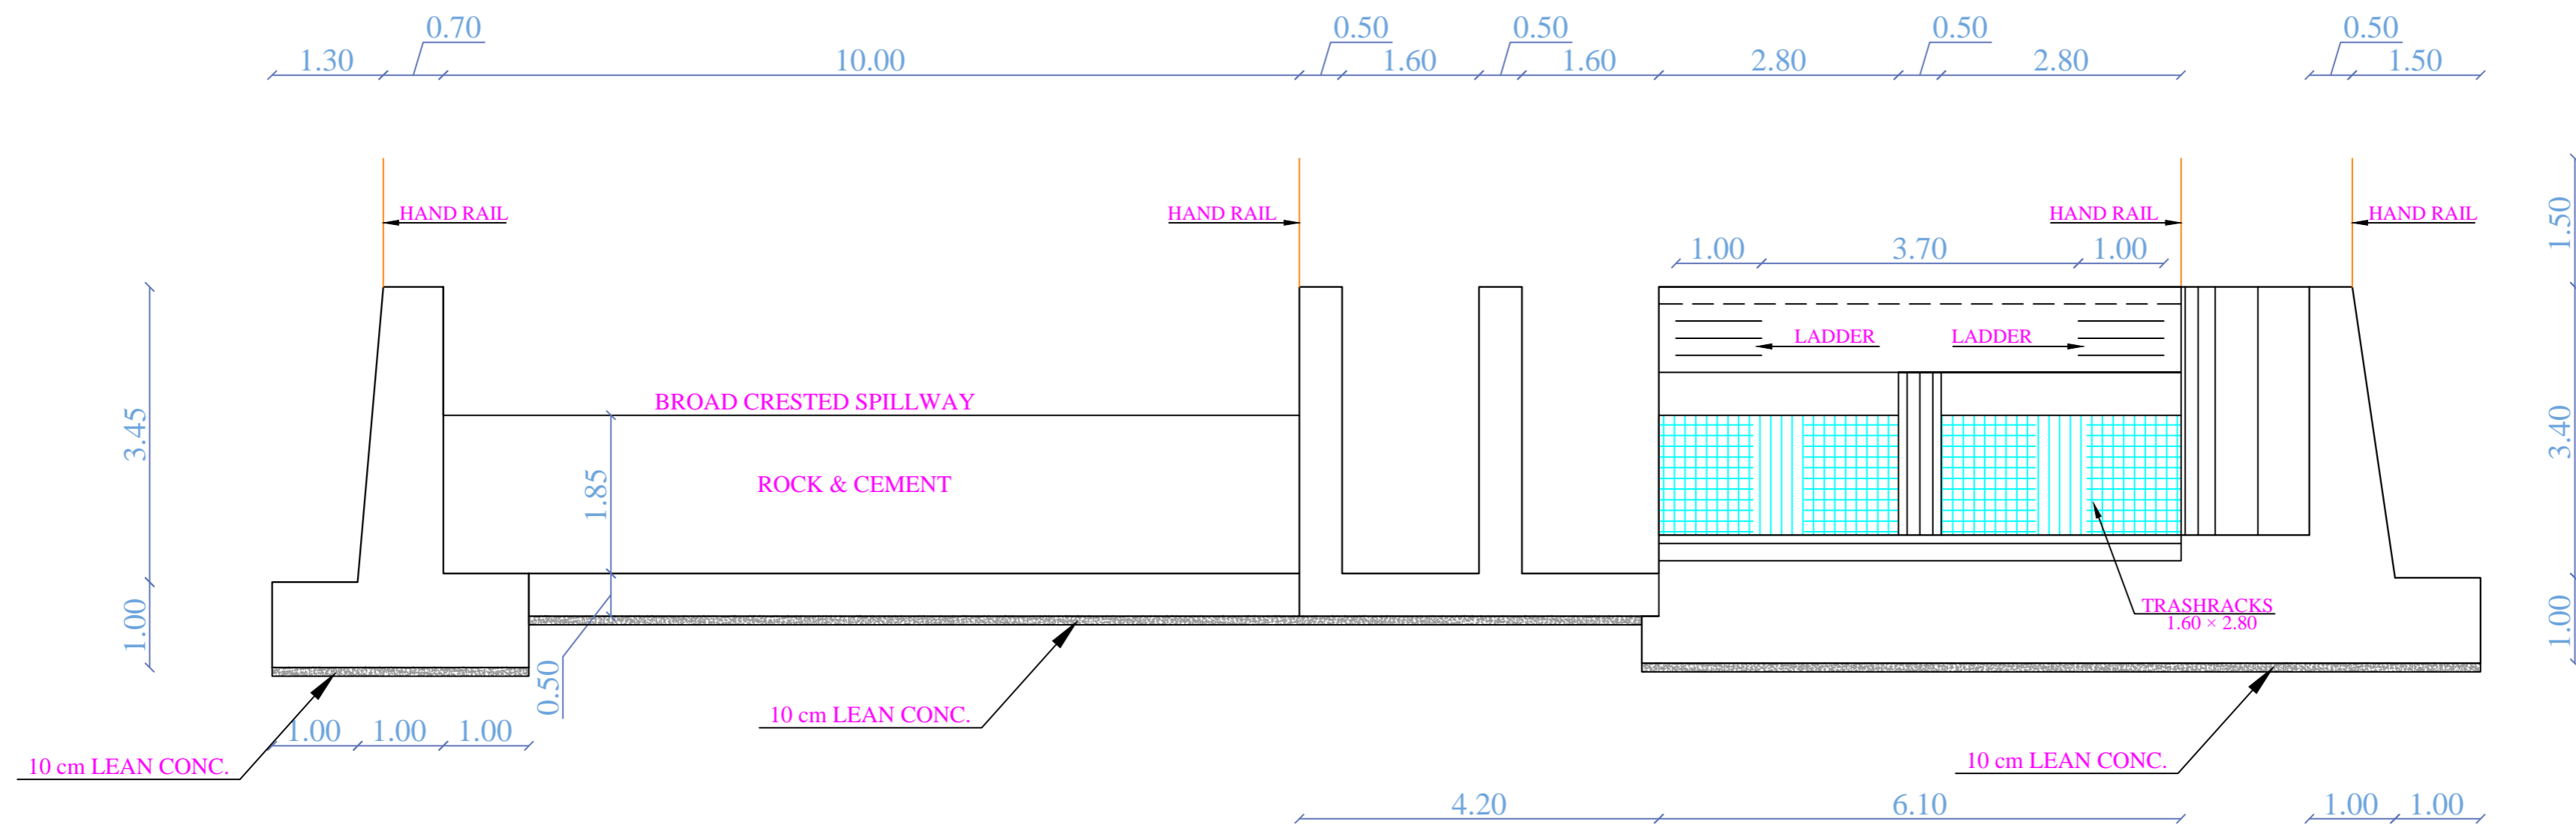 0.70 0.50 0.50 0.50 0.50
1.30 10.00 1.60 1.60 2.80 2.80 1.50
HAND RAIL HAND RAIL HAND RAIL HAND RAIL
1.50
1.00 3.70 1.00
LADDER LADDER
BROAD CRESTED SPILLWAY
3.45
3.40
1.85
ROCK & CEMENT
TRASHRACKS
1.60 × 2.80
1.00
1.00
0.50
10 cm LEAN CONC.
1.00 1.00 1.00
10 cm LEAN CONC.
10 cm LEAN CONC.
4.20 6.10 1.00 1.00